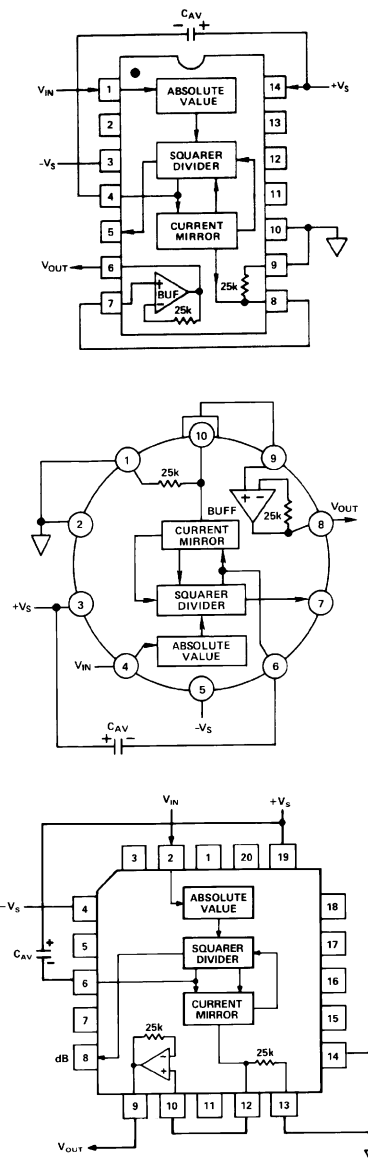 CAV
− +
VIN
1
ABSOLUTE
VALUE
14
+VS
2
13
−VS
3
SQUARER
DIVIDER
12
4
11
5
CURRENT
MIRROR
10
VOUT
6
9
25k
7
+
−
BUF
25k
8
10
1
9
25k
+ −
25k
2
BUFF
8
VOUT
CURRENT
MIRROR
+VS
3
SQUARER
DIVIDER
7
VIN
4
ABSOLUTE
VALUE
6
5
CAV
+ −
−VS
VIN
+VS
3
2
1
20
19
−VS
4
ABSOLUTE
VALUE
18
CAV
+
−
5
SQUARER
DIVIDER
17
6
CURRENT
MIRROR
16
7
15
25k
dB
8
−
+
25k
14
9
10
11
12
13
VOUT